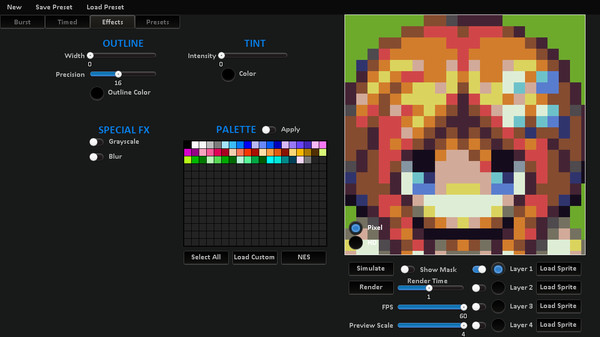 New Save Preset Load Preset
Burst Timed Effects Presets
OUTLINE
Width
0
Precision
16
Outline Color
TINT
Intensity
0
Color
SPECIAL FX
Grayscale
Blur
PALETTE Apply
Select All Load Custom NES
Pixel
Simulate Show Mask Layer 1 Load Sprite
Render Render Time Layer 2 Load Sprite
1
FPS Layer 3 Load Sprite
60
Preview Scale Layer 4 Load Sprite
4